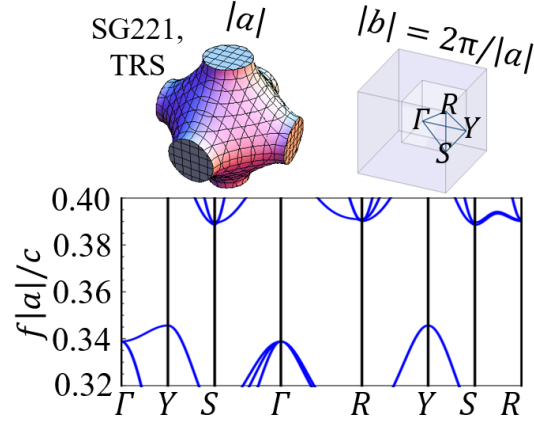 SG221,
TRS
|a|
|b| = 2π/|a|
Γ R Y S
f|a|/c
0.40
0.38
0.36
0.34
0.32
Γ Y S Γ R Y S R